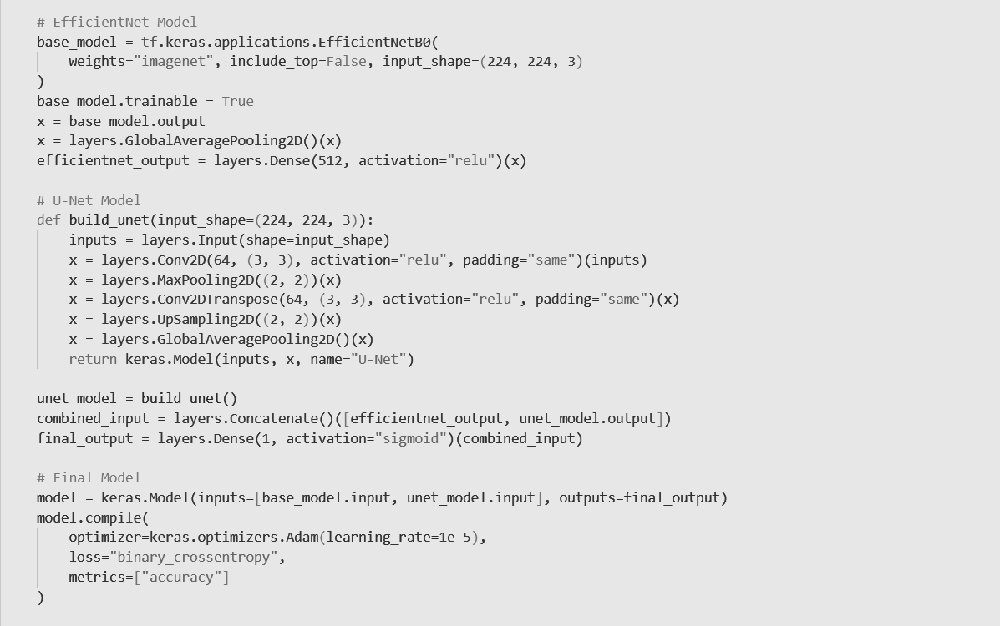 # EfficientNet Model
base_model = tf.keras.applications.EfficientNetB0(
    weights="imagenet", include_top=False, input_shape=(224, 224, 3)
)
base_model.trainable = True
x = base_model.output
x = layers.GlobalAveragePooling2D()(x)
efficientnet_output = layers.Dense(512, activation="relu")(x)

# U-Net Model
def build_unet(input_shape=(224, 224, 3)):
    inputs = layers.Input(shape=input_shape)
    x = layers.Conv2D(64, (3, 3), activation="relu", padding="same")(inputs)
    x = layers.MaxPooling2D((2, 2))(x)
    x = layers.Conv2DTranspose(64, (3, 3), activation="relu", padding="same")(x)
    x = layers.UpSampling2D((2, 2))(x)
    x = layers.GlobalAveragePooling2D()(x)
    return keras.Model(inputs, x, name="U-Net")

unet_model = build_unet()
combined_input = layers.Concatenate()([efficientnet_output, unet_model.output])
final_output = layers.Dense(1, activation="sigmoid")(combined_input)

# Final Model
model = keras.Model(inputs=[base_model.input, unet_model.input], outputs=final_output)
model.compile(
    optimizer=keras.optimizers.Adam(learning_rate=1e-5),
    loss="binary_crossentropy",
    metrics=["accuracy"]
)